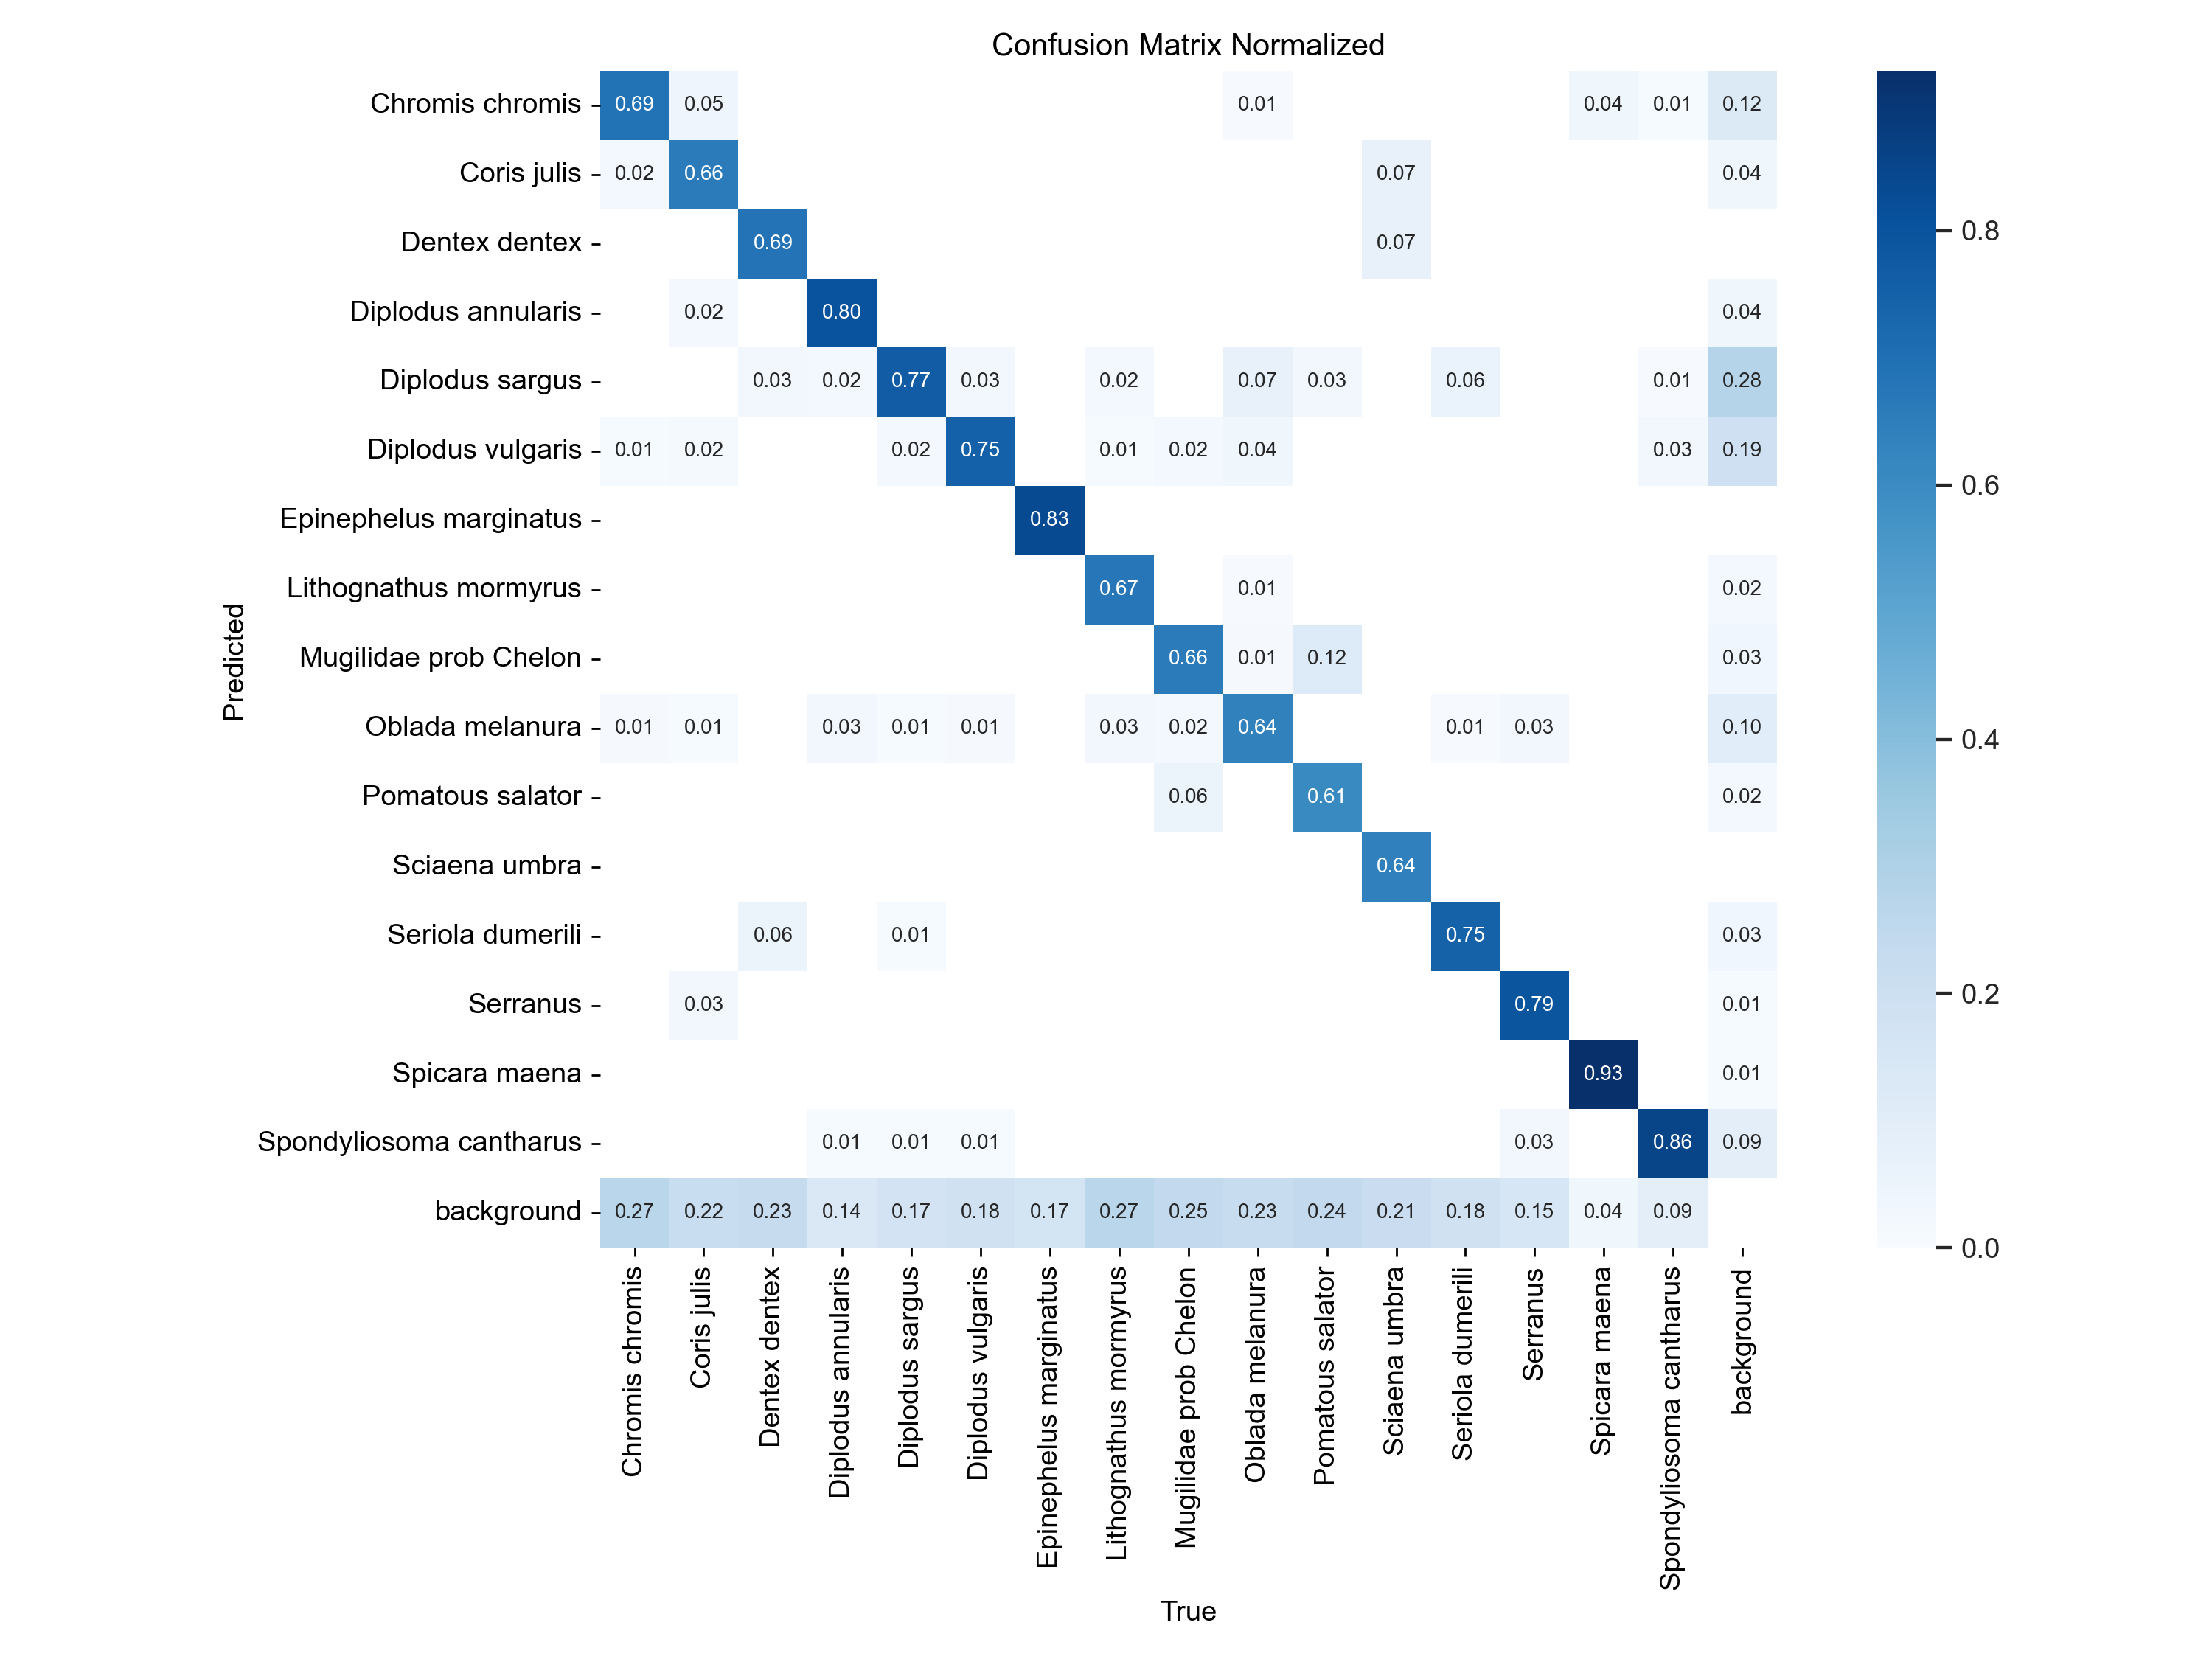 Confusion Matrix Normalized
Chromis chromis 0.69 0.05 0.01 0.04 0.01 0.12
Coris julis 0.02 0.66 0.07 0.04
Dentex dentex 0.69 0.07
Diplodus annularis 0.02 0.80 0.04
Diplodus sargus 0.03 0.02 0.77 0.03 0.02 0.07 0.03 0.06 0.01 0.28
Diplodus vulgaris 0.01 0.02 0.02 0.75 0.01 0.02 0.04 0.03 0.19
Epinephelus marginatus 0.83
Lithognathus mormyrus 0.67 0.01 0.02
Mugilidae prob Chelon 0.66 0.01 0.12 0.03
Oblada melanura 0.01 0.01 0.03 0.01 0.01 0.03 0.02 0.64 0.01 0.03 0.10
Pomatous salator 0.06 0.61 0.02
Sciaena umbra 0.64
Seriola dumerili 0.06 0.01 0.75 0.03
Serranus 0.03 0.79 0.01
Spicara maena 0.93 0.01
Spondyliosoma cantharus 0.01 0.01 0.01 0.03 0.86 0.09
background 0.27 0.22 0.23 0.14 0.17 0.18 0.17 0.27 0.25 0.23 0.24 0.21 0.18 0.15 0.04 0.09
Predicted
Chromis chromis
Coris julis
Dentex dentex
Diplodus annularis
Diplodus sargus
Diplodus vulgaris
Epinephelus marginatus
Lithognathus mormyrus
Mugilidae prob Chelon
Oblada melanura
Pomatous salator
Sciaena umbra
Seriola dumerili
Serranus
Spicara maena
Spondyliosoma cantharus
background
True
0.8
0.6
0.4
0.2
0.0